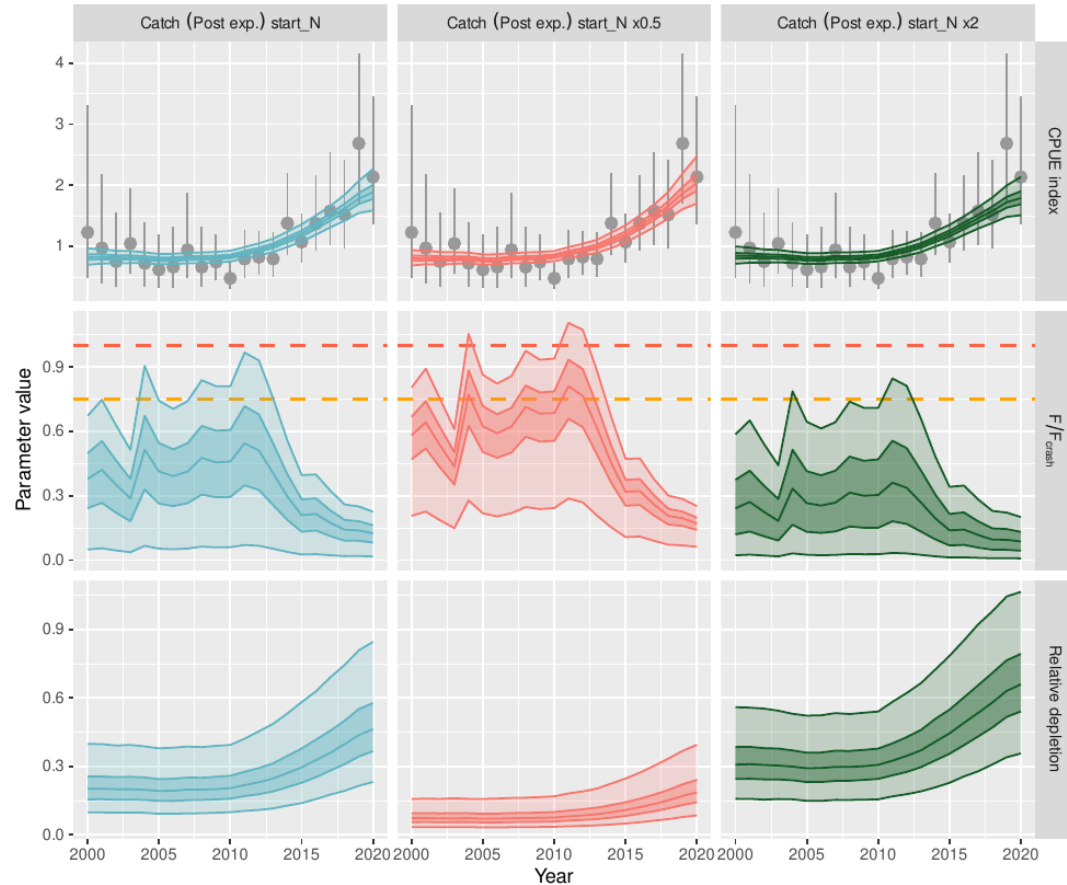 Catch (Post exp.) start_N
Catch (Post exp.) start_N x0.5
Catch (Post exp.) start_N x2
4
3
2
1
CPUE index
0.9
0.6
0.3
0.0
F/Fcrash
Parameter value
0.9
0.6
0.3
0.0
Relative depletion
2000 2005 2010 2015 2020
2000 2005 2010 2015 2020
2000 2005 2010 2015 2020
Year